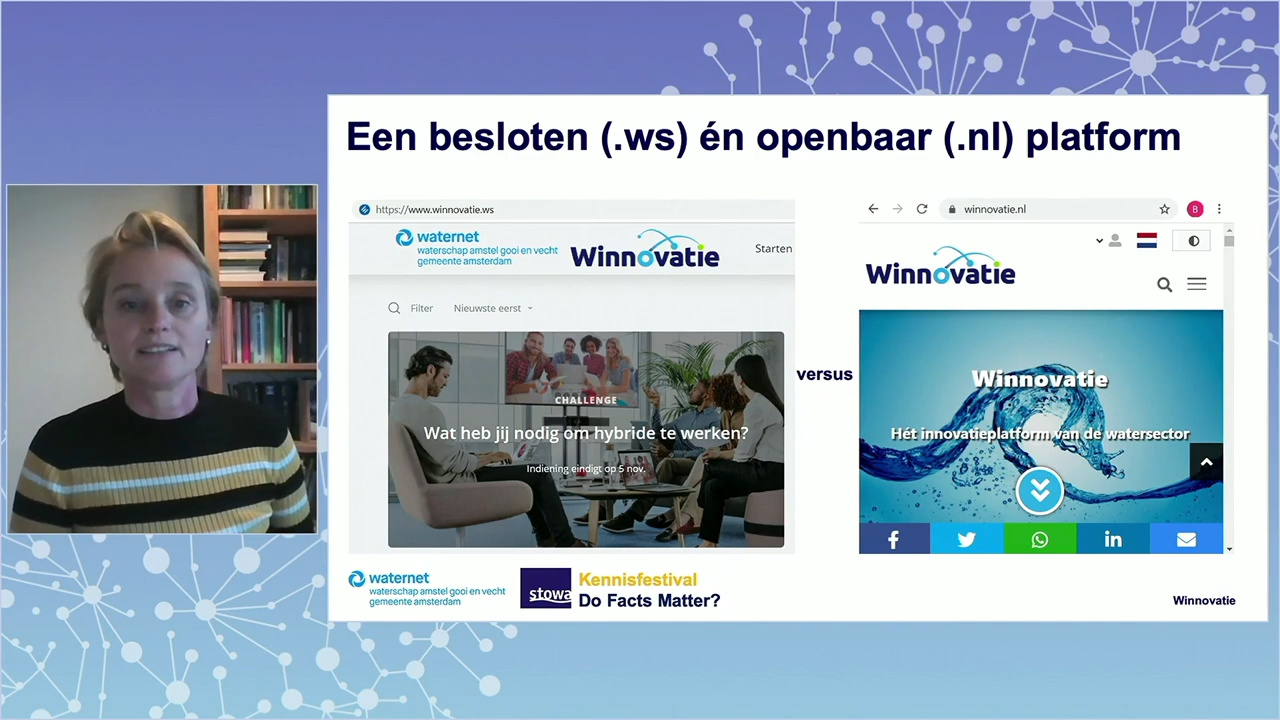 Een besloten (.ws) én openbaar (.nl) platform
https://www.winnovatie.ws
waternet
waterschap amstel gooi en vecht
gemeente amsterdam
Winnovatie
Starten
Filter
Nieuwste eerst
CHALLENGE
Wat heb jij nodig om hybride te werken?
Indiening eindigt op 5 nov.
versus
winnovatie.nl
B
Winnovatie
Winnovatie
Hét innovatieplatform van de watersector
waternet
waterschap amstel gooi en vecht
gemeente amsterdam
stowa
Kennisfestival
Do Facts Matter?
Winnovatie